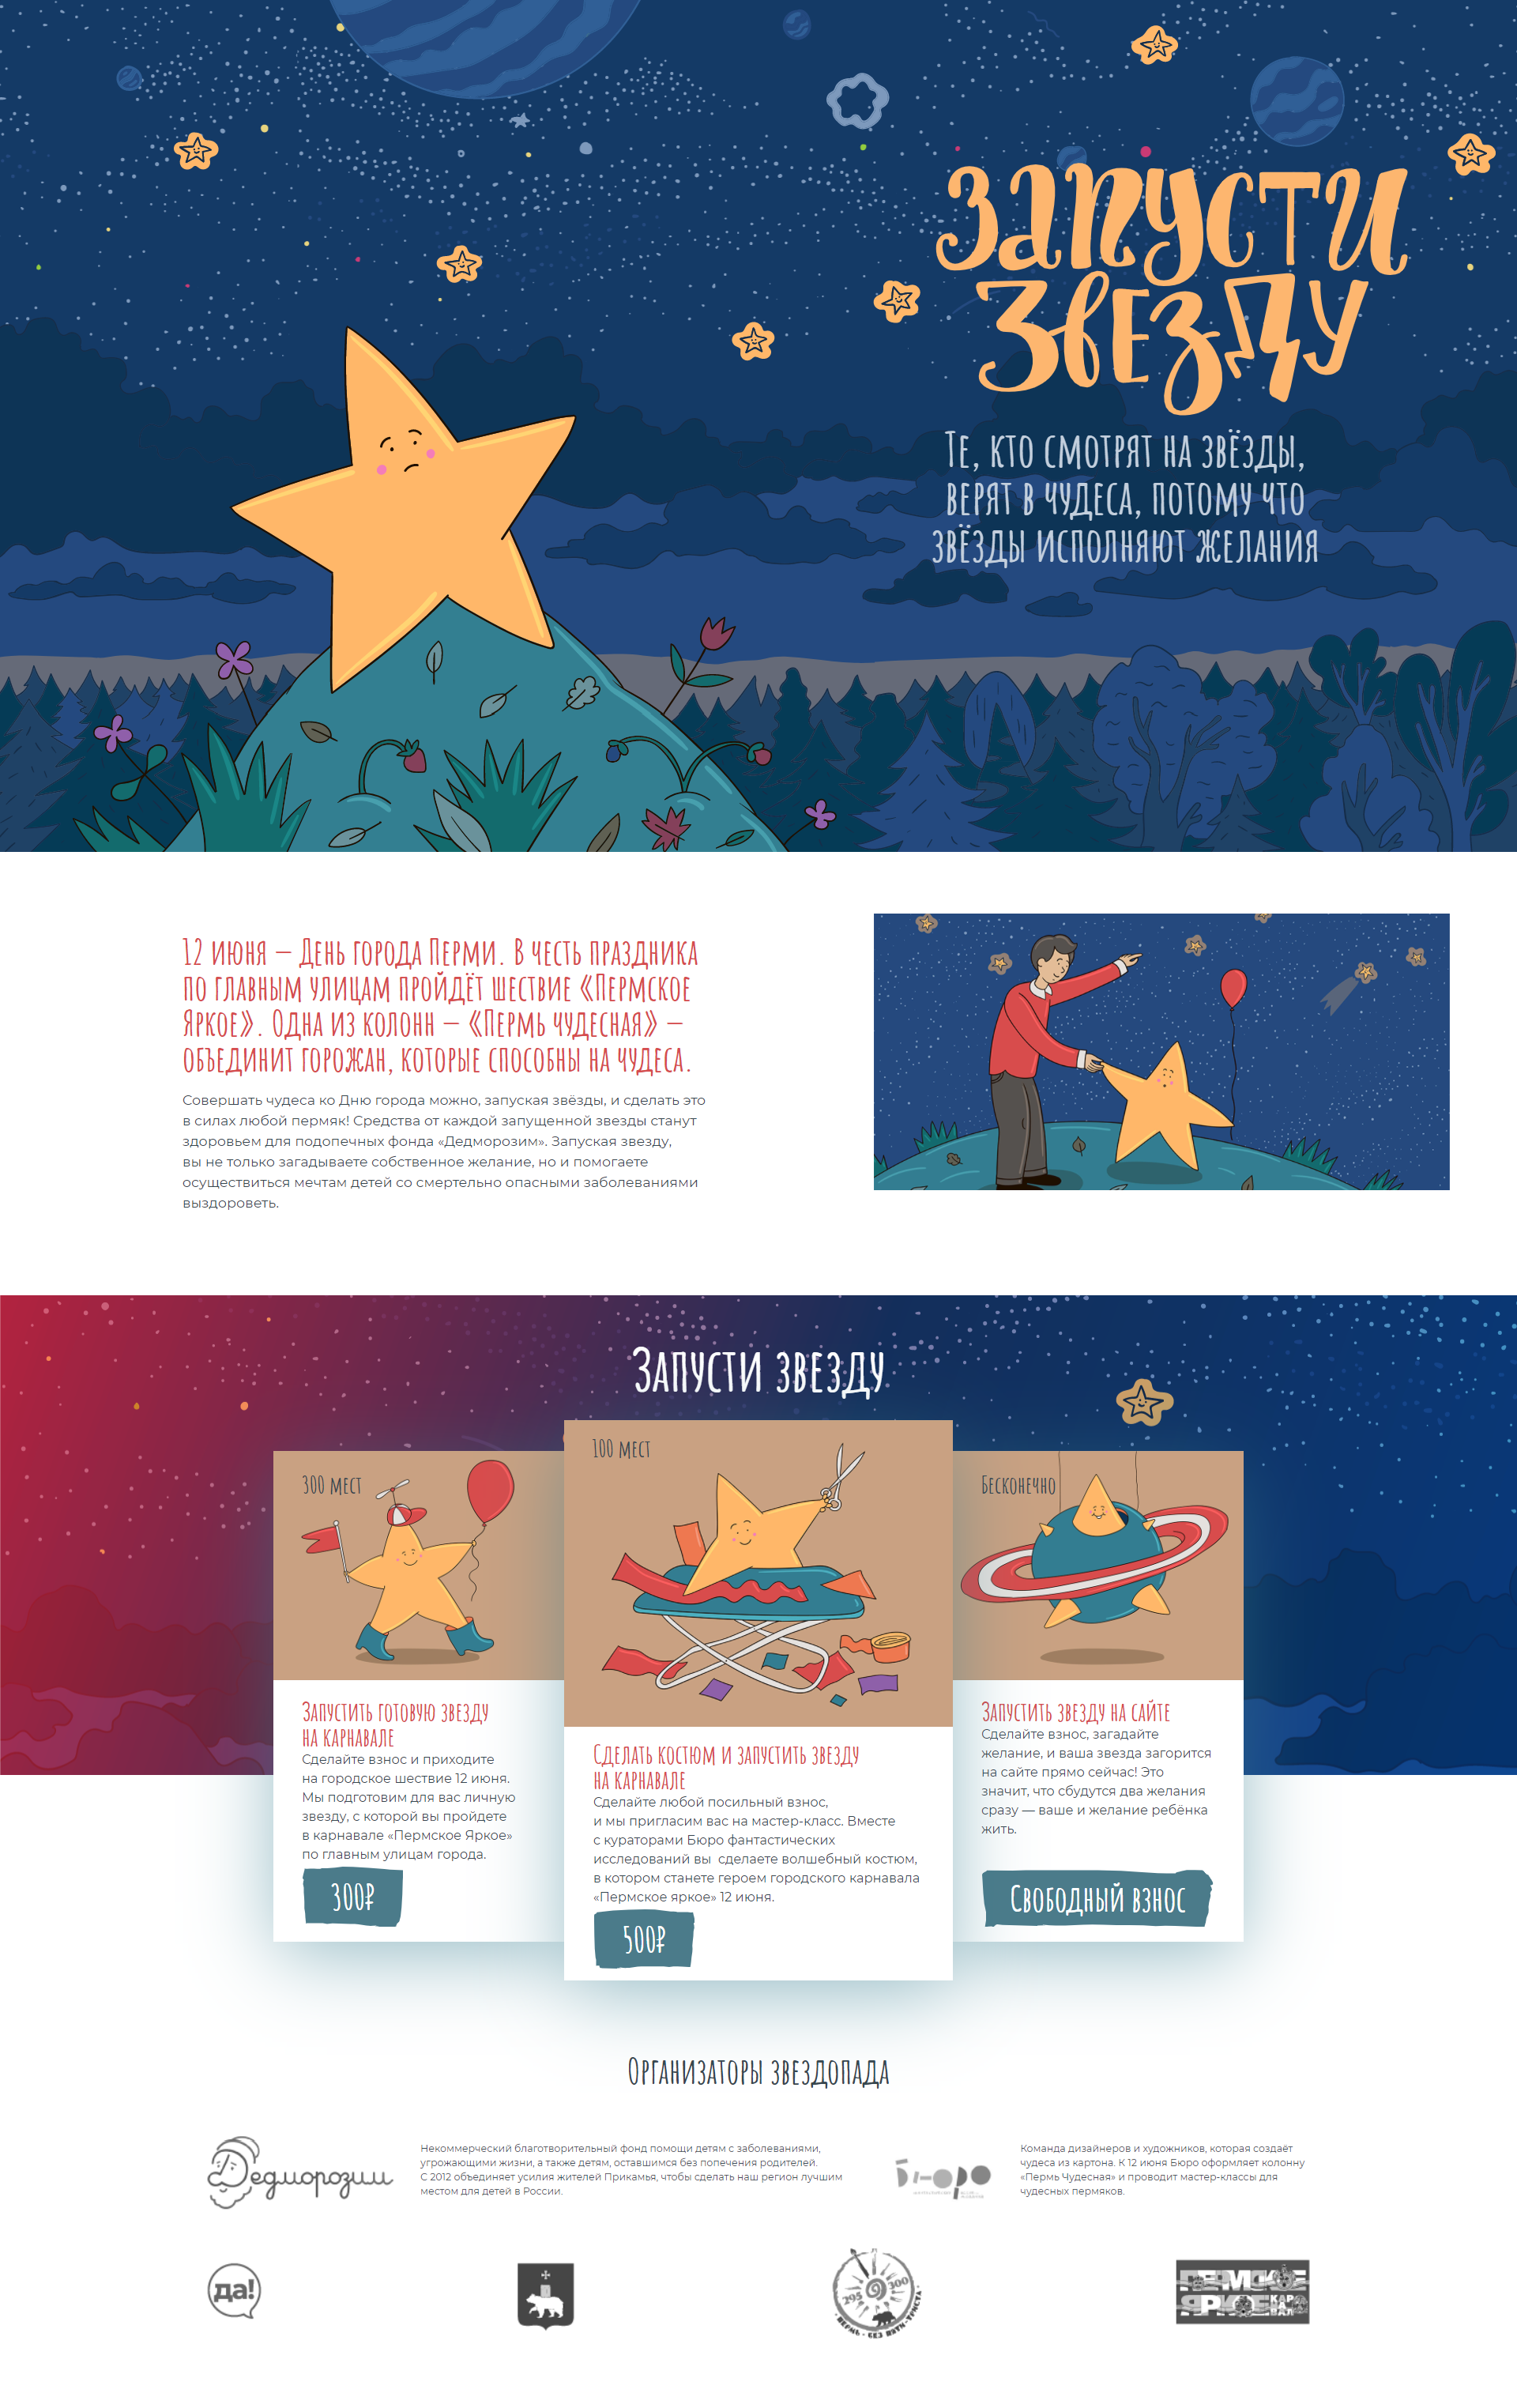 Запусти
звезду
Те, кто смотрят на звёзды,
верят в чудеса, потому что
звёзды исполняют желания
12 июня – День города Перми. В честь праздника
по главным улицам пройдёт шествие «Пермское
Яркое». Одна из колонн – «Пермь чудесная» –
объединит горожан, которые способны на чудеса.
Совершать чудеса ко Дню города можно, запуская звёзды, и сделать это
в силах любой пермяк! Средства от каждой запущенной звезды станут
здоровьем для подопечных фонда «Дедморозим». Запуская звезду,
вы не только загадываете собственное желание, но и помогаете
осуществиться мечтам детей со смертельно опасными заболеваниями
выздороветь.
Запусти звезду
300 мест
Запустить готовую звезду
на карнавале
Сделайте взнос и приходите
на городское шествие 12 июня.
Мы подготовим для вас личную
звезду, с которой вы пройдете
в карнавале «Пермское Яркое»
по главным улицам города.
300₽
100 мест
Сделать костюм и запустить звезду
на карнавале
Сделайте любой посильный взнос,
и мы пригласим вас на мастер-класс. Вместе
с кураторами Бюро фантастических
исследований вы сделаете волшебный костюм,
в котором станете героем городского карнавала
«Пермское яркое» 12 июня.
500₽
Бесконечно
Запустить звезду на сайте
Сделайте взнос, загадайте
желание, и ваша звезда загорится
на сайте прямо сейчас! Это
значит, что сбудутся два желания
сразу — ваше и желание ребёнка
жить.
Свободный взнос
Организаторы звездопада
Дедморозим
Некоммерческий благотворительный фонд помощи детям с заболеваниями,
угрожающими жизни, а также детям, оставшимся без попечения родителей.
С 2012 объединяет усилия жителей Прикамья, чтобы сделать наш регион лучшим
местом для детей в России.
Бюро
Команда дизайнеров и художников, которая создаёт
чудеса из картона. К 12 июня Бюро оформляет колонну
«Пермь Чудесная» и проводит мастер-классы для
чудесных пермяков.
да!
295 300
ПЕРМЬ · БЕЗ ПЯТИ · ТРИСТА
ПЕРМСКОЕ
ЯРКОЕ КАР
НА
ВАЛ